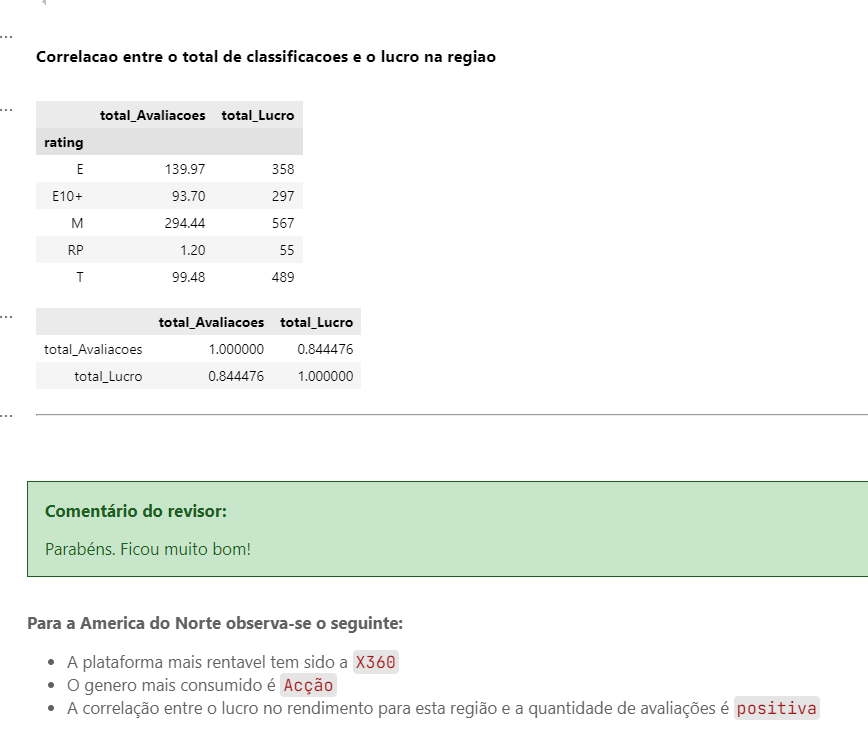 Correlacao entre o total de classificacoes e o lucro na regiao
total_Avaliacoes total_Lucro
rating
E 139.97 358
E10+ 93.70 297
M 294.44 567
RP 1.20 55
T 99.48 489
total_Avaliacoes total_Lucro
total_Avaliacoes 1.000000 0.844476
total_Lucro 0.844476 1.000000
Comentário do revisor:
Parabéns. Ficou muito bom!
Para a America do Norte observa-se o seguinte:
A plataforma mais rentavel tem sido a X360
O genero mais consumido é Acção
A correlação entre o lucro no rendimento para esta região e a quantidade de avaliações é positiva